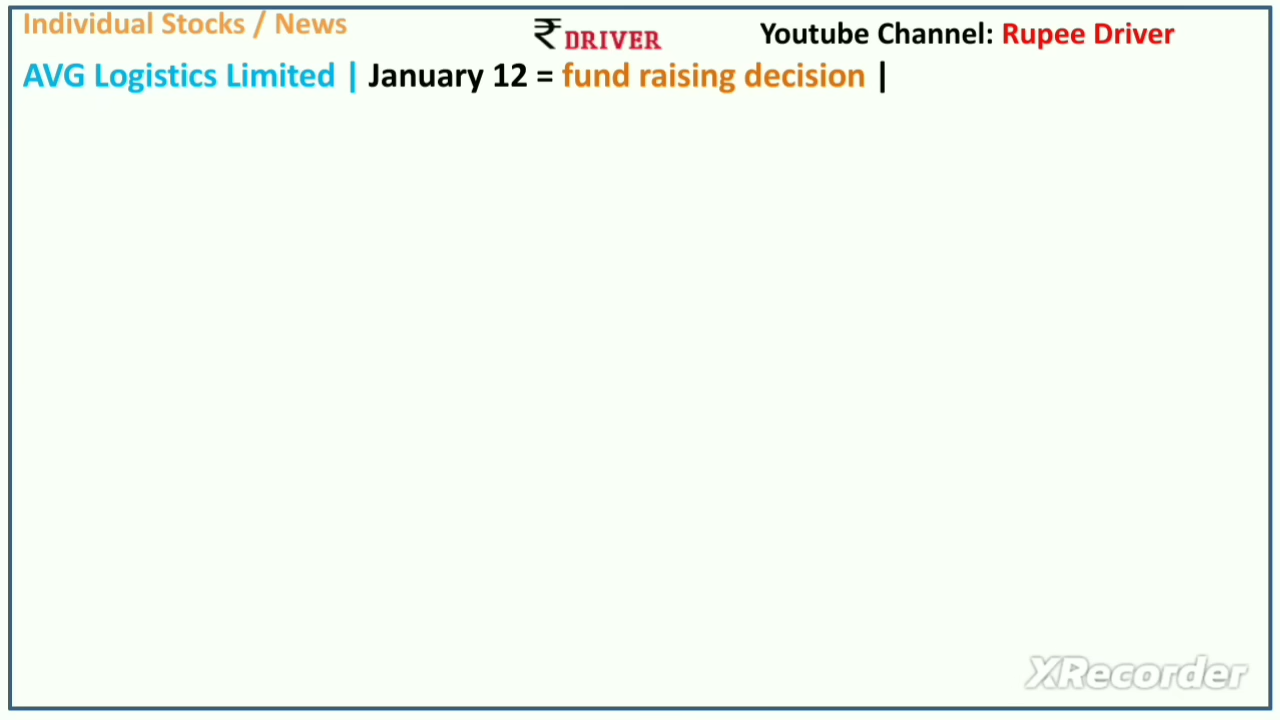 Individual Stocks / News
₹ DRIVER
Youtube Channel: Rupee Driver
AVG Logistics Limited | January 12 = fund raising decision |
XRecorder